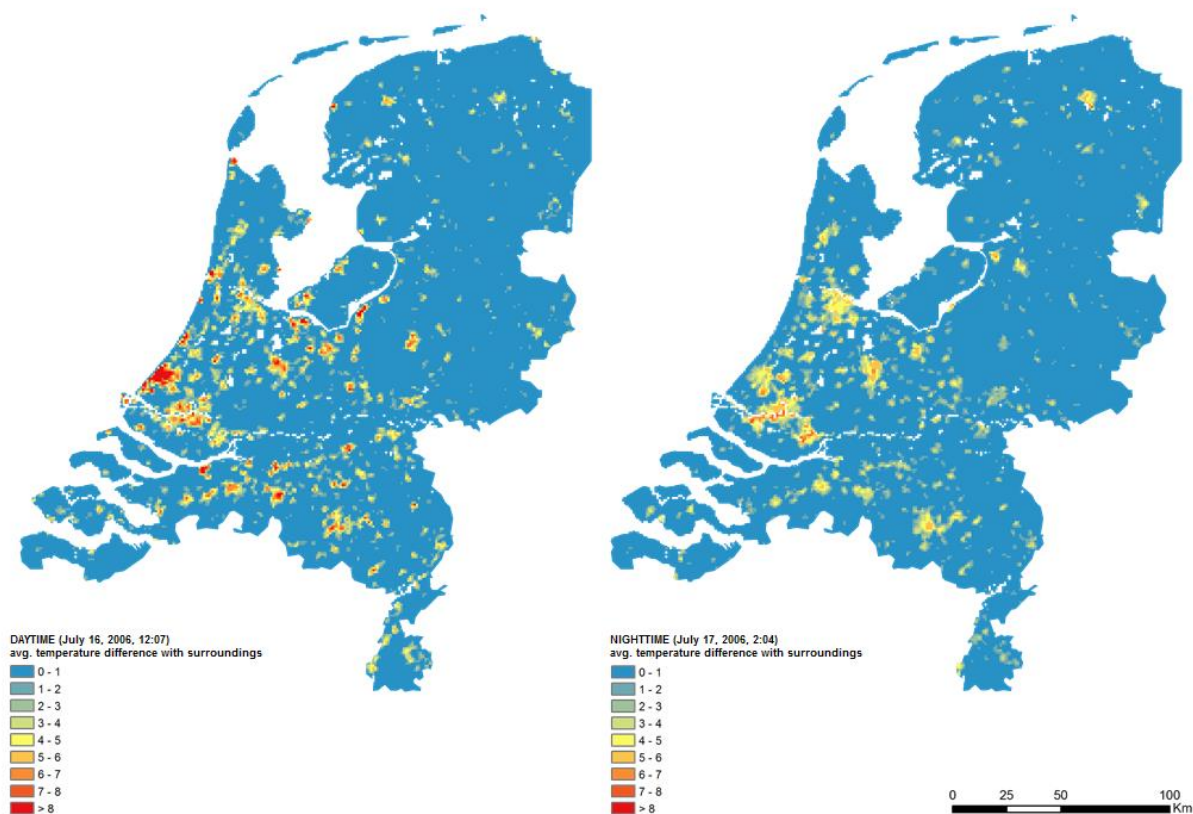 DAYTIME (July 16, 2006, 12:07)
avg. temperature difference with surroundings
0 - 1
1 - 2
2 - 3
3 - 4
4 - 5
5 - 6
6 - 7
7 - 8
> 8
NIGHTTIME (July 17, 2006, 2:04)
avg. temperature difference with surroundings
0 - 1
1 - 2
2 - 3
3 - 4
4 - 5
5 - 6
6 - 7
7 - 8
> 8
0 25 50 100
Km